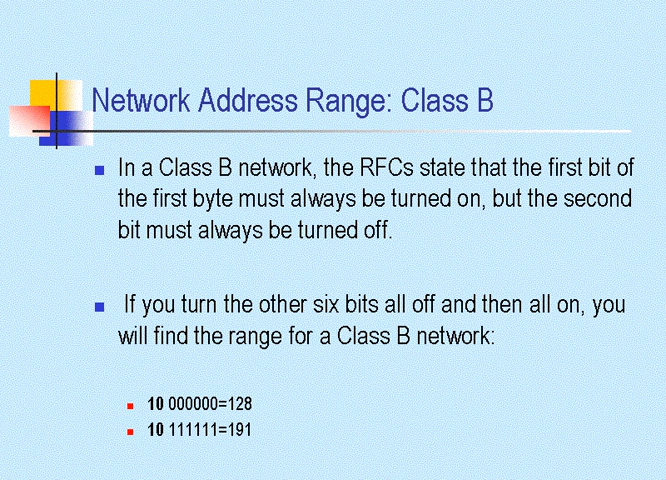 Network Address Range: Class B
In a Class B network, the RFCs state that the first bit of
the first byte must always be turned on, but the second
bit must always be turned off.
If you turn the other six bits all off and then all on, you
will find the range for a Class B network:
10 000000=128
10 111111=191